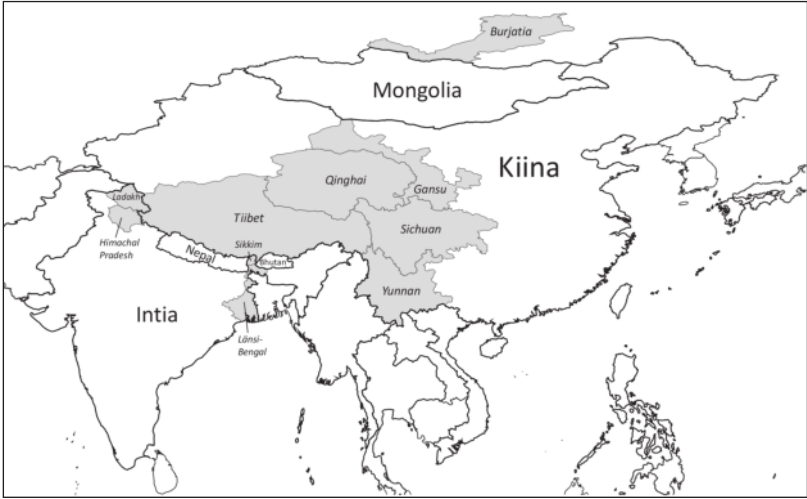 Burjatia
Mongolia
Kiina
Qinghai
Gansu
Ladakh
Tiibet
Sichuan
Himachal
Pradesh
Nepal
Sikkim
Bhutan
Yunnan
Intia
Länsi-
Bengal